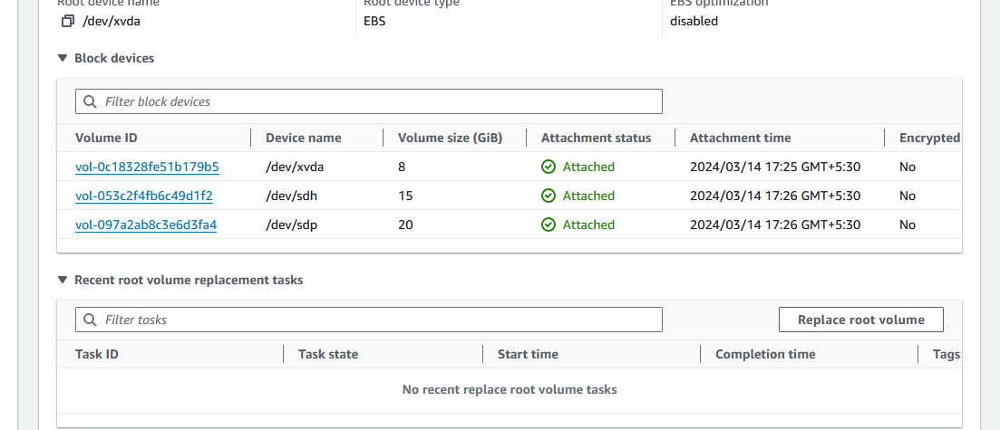 Root device name Root device type EBS optimization
/dev/xvda EBS disabled
Block devices
Filter block devices
Volume ID Device name Volume size (GiB) Attachment status Attachment time Encrypted
vol-0c18328fe51b179b5 /dev/xvda 8 Attached 2024/03/14 17:25 GMT+5:30 No
vol-053c2f4fb6c49d1f2 /dev/sdh 15 Attached 2024/03/14 17:26 GMT+5:30 No
vol-097a2ab8c3e6d3fa4 /dev/sdp 20 Attached 2024/03/14 17:26 GMT+5:30 No
Recent root volume replacement tasks
Filter tasks Replace root volume
Task ID Task state Start time Completion time Tags
No recent replace root volume tasks